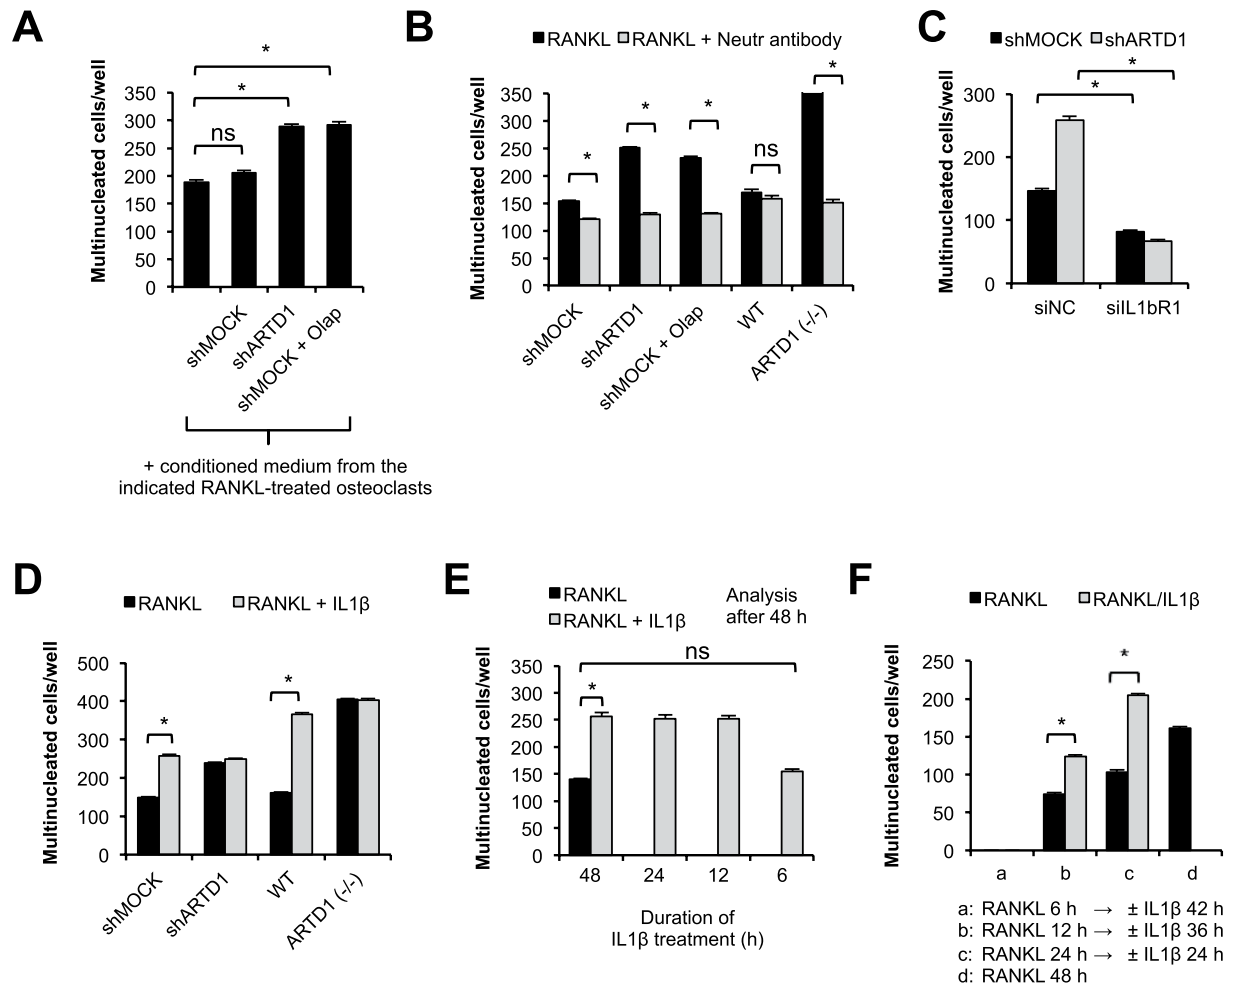 A
Multinucleated cells/well
350
300
250
200
150
100
50
0
ns
*
*
shMOCK
shARTD1
shMOCK + Olap
+ conditioned medium from the
indicated RANKL-treated osteoclasts
B
RANKL RANKL + Neutr antibody
Multinucleated cells/well
350
300
250
200
150
100
50
0
*
*
*
ns
*
shMOCK
shARTD1
shMOCK + Olap
WT
ARTD1 (-/-)
C
shMOCK shARTD1
Multinucleated cells/well
300
200
100
0
*
*
siNC siIL1bR1
D
RANKL RANKL + IL1β
Multinucleated cells/well
500
400
300
200
100
0
*
*
shMOCK
shARTD1
WT
ARTD1 (-/-)
E
RANKL
RANKL + IL1β
Analysis
after 48 h
Multinucleated cells/well
350
300
250
200
150
100
50
0
*
ns
48 24 12 6
Duration of
IL1β treatment (h)
F
RANKL RANKL/IL1β
Multinucleated cells/well
250
200
150
100
50
0
*
*
a b c d
a: RANKL 6 h → ± IL1β 42 h
b: RANKL 12 h → ± IL1β 36 h
c: RANKL 24 h → ± IL1β 24 h
d: RANKL 48 h